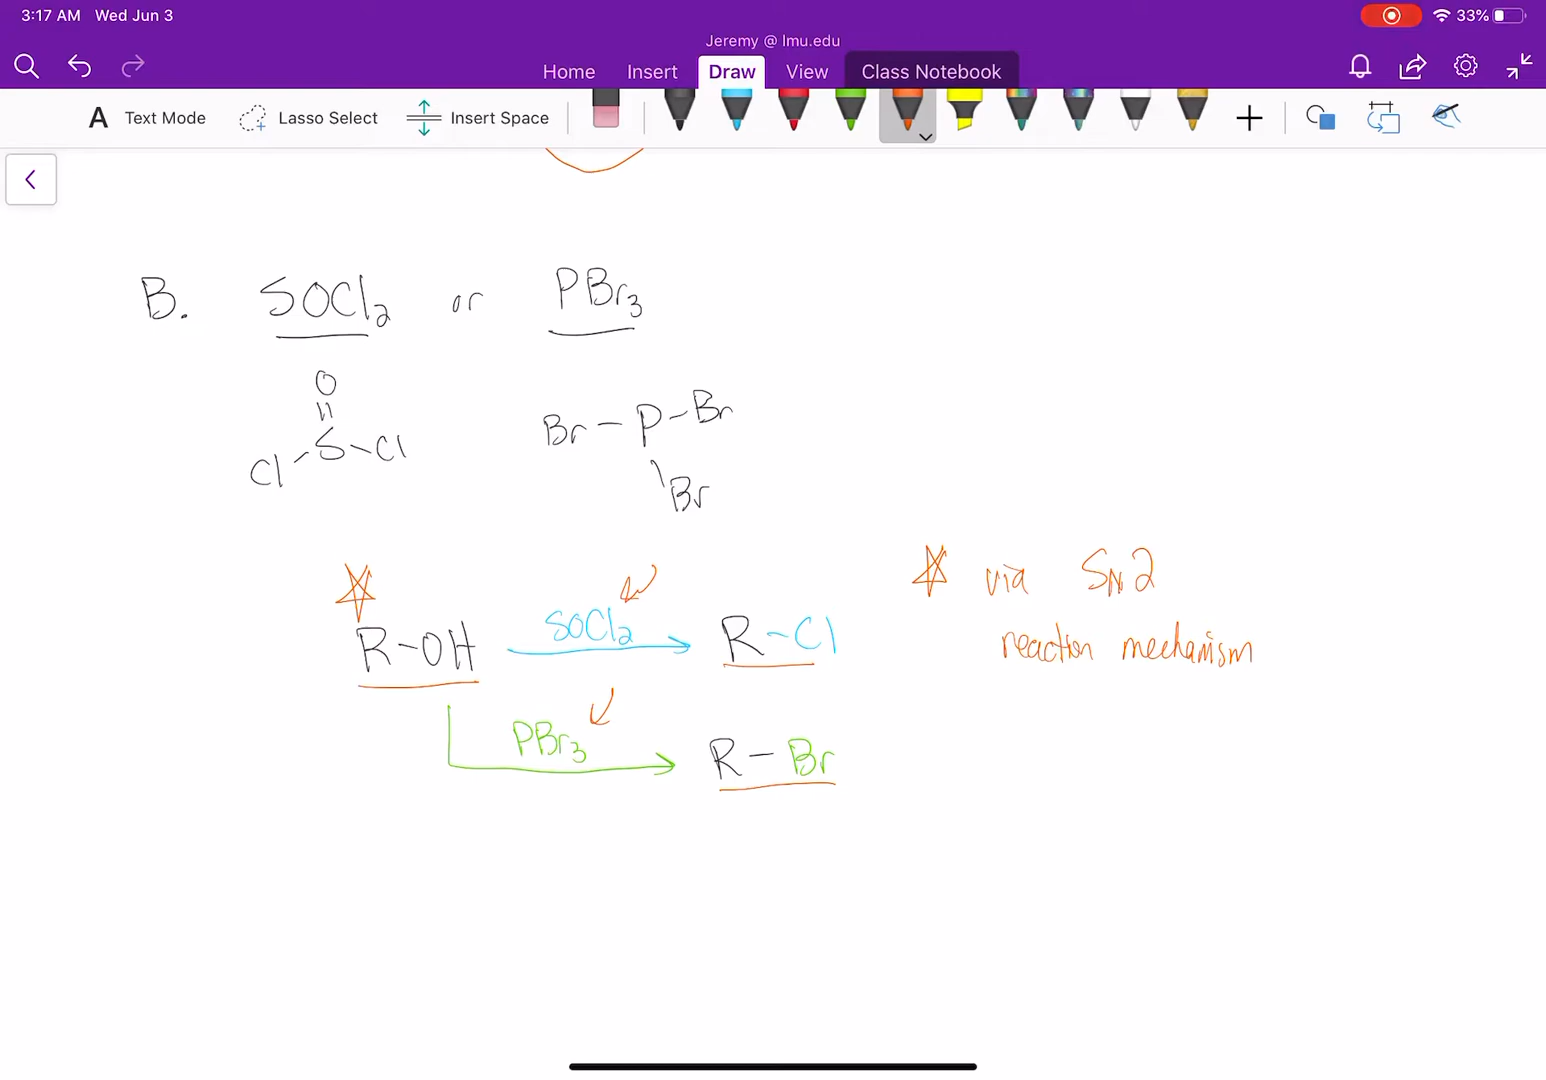 3:17 AM Wed Jun 3
33%
Jeremy @ lmu.edu
Home Insert Draw View Class Notebook
A Text Mode Lasso Select Insert Space
B. SOCl2 or PBr3
O
Cl-S-Cl
Br-P-Br
Br
via SN2
reaction mechanism
R-OH SOCl2 R-Cl
PBr3 R-Br